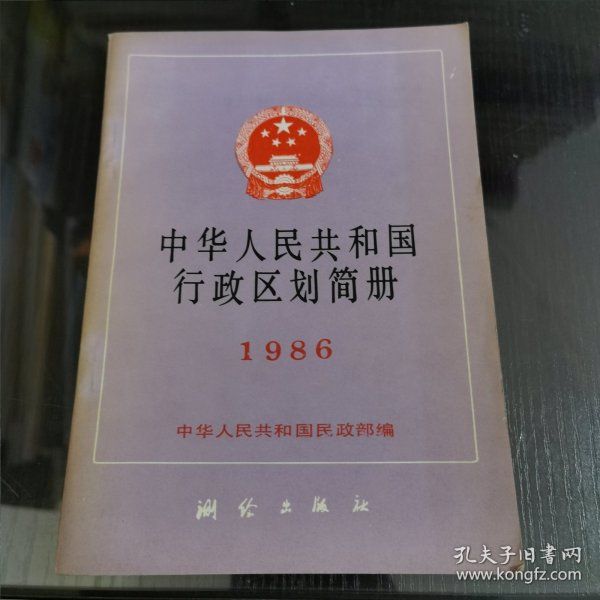 中华人民共和国
行政区划简册
1986
中华人民共和国民政部编
测绘出版社
孔夫子旧书网
www.kongfz.com